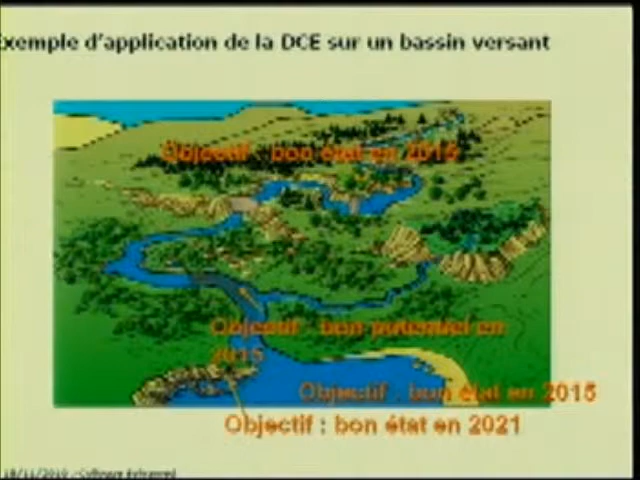 Exemple d'application de la DCE sur un bassin versant
Objectif : bon état en 2015
Objectif : bon potentiel en
2015
Objectif : bon état en 2015
Objectif : bon état en 2021